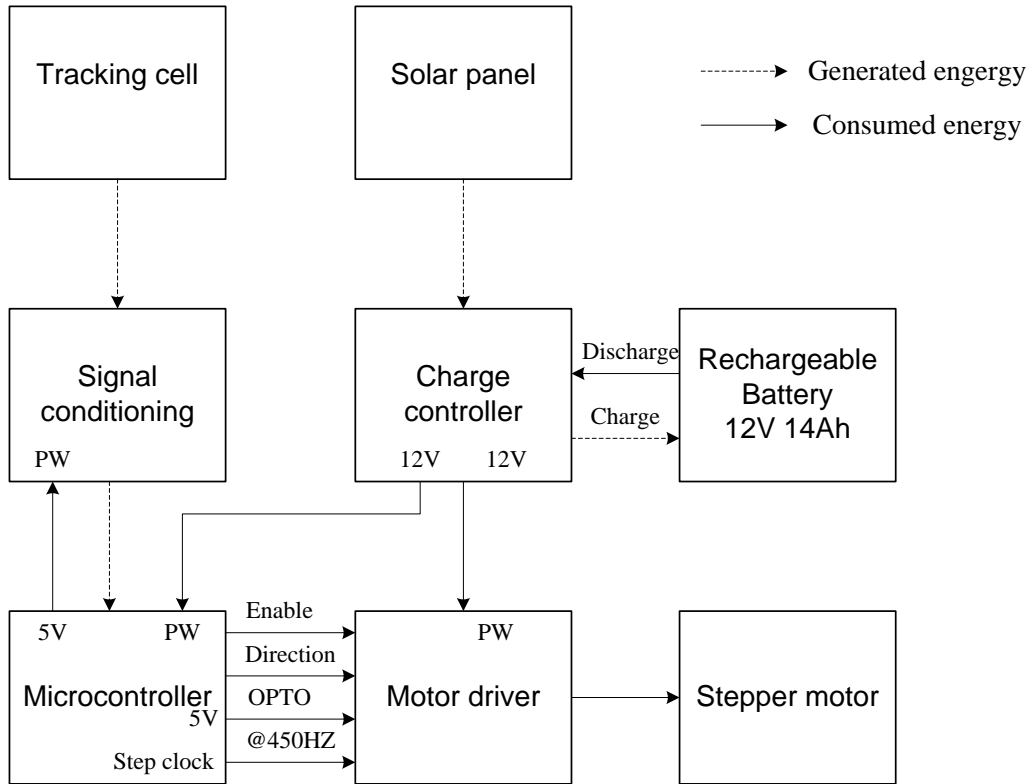 Tracking cell
Solar panel
Generated engergy
Consumed energy
Signal
conditioning
PW
Charge
controller
12V 12V
Discharge
Charge
Rechargeable
Battery
12V 14Ah
5V PW
Microcontroller
5V
Step clock
Enable
Direction
OPTO
@450HZ
PW
Motor driver
Stepper motor